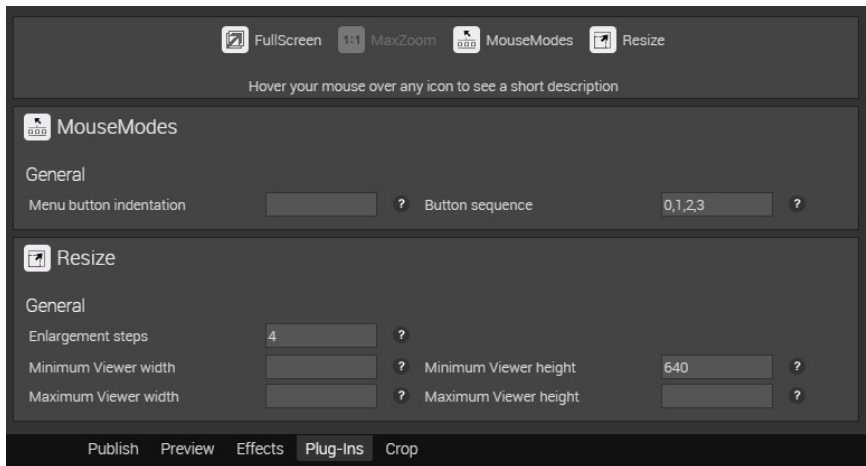 FullScreen 1:1 MaxZoom MouseModes Resize
Hover your mouse over any icon to see a short description
MouseModes
General
Menu button indentation ? Button sequence 0,1,2,3 ?
Resize
General
Enlargement steps 4 ?
Minimum Viewer width ? Minimum Viewer height 640 ?
Maximum Viewer width ? Maximum Viewer height ?
Publish Preview Effects Plug-Ins Crop